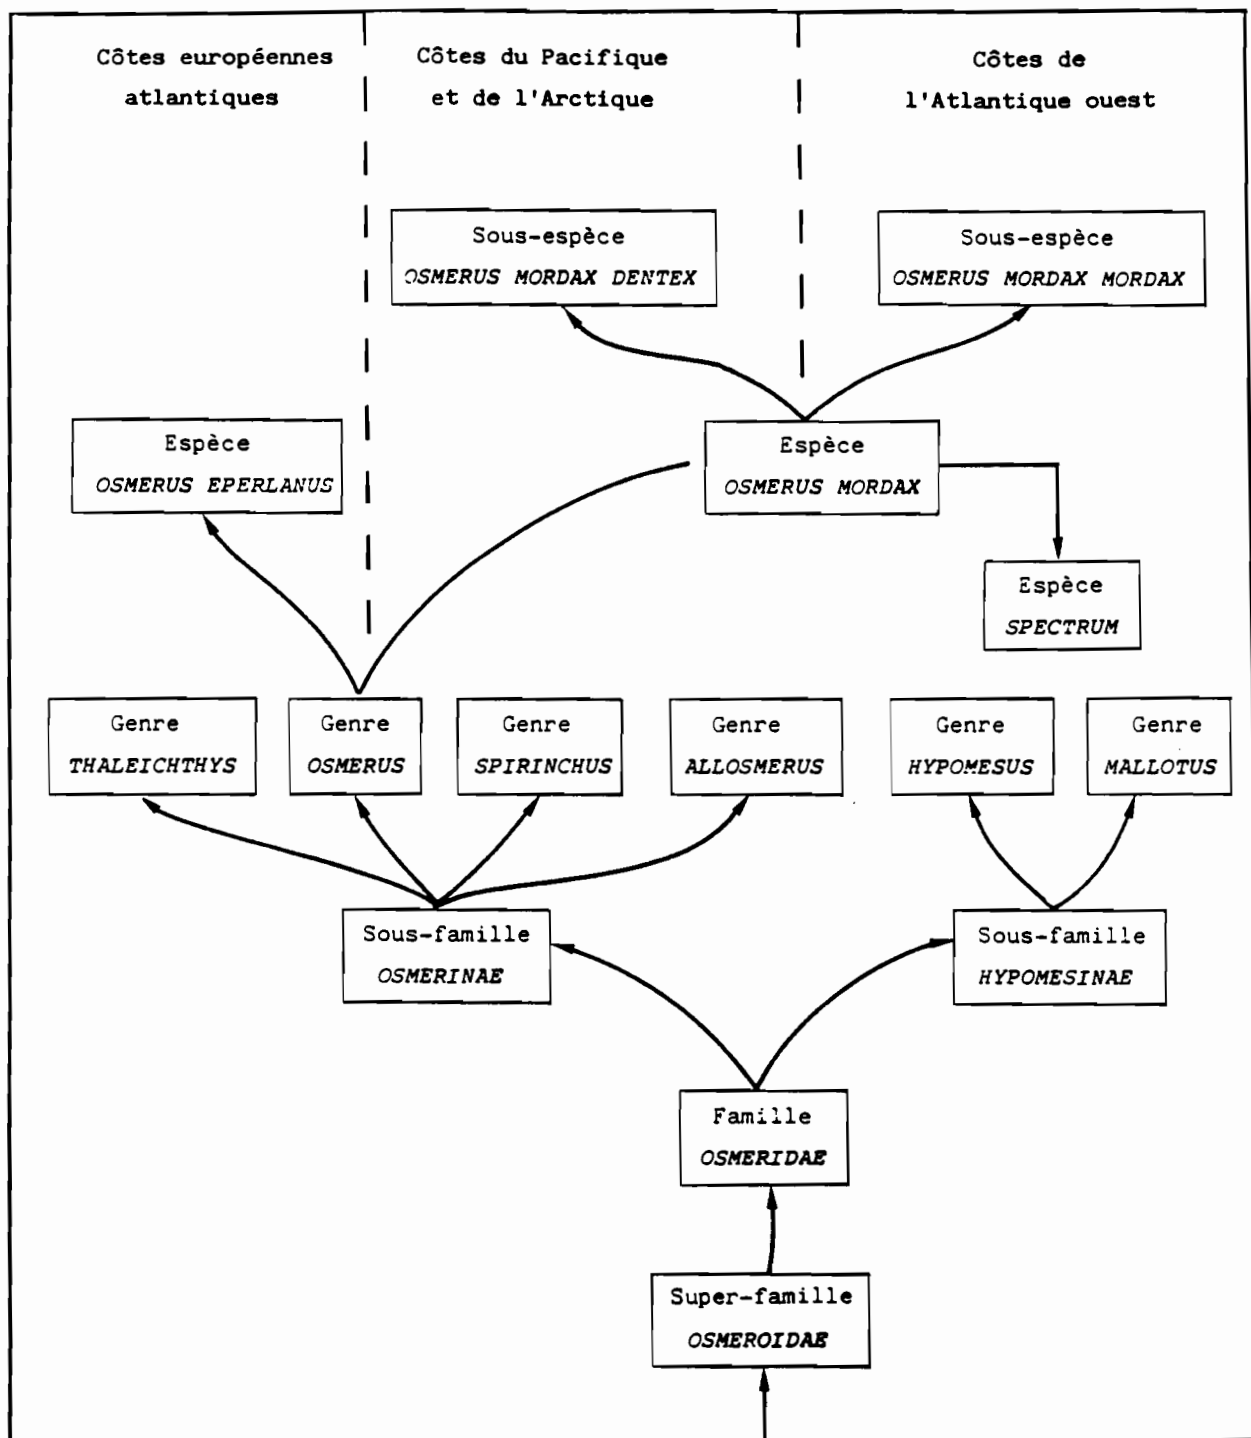 Côtes européennes
atlantiques
Côtes du Pacifique
et de l'Arctique
Côtes de
l'Atlantique ouest
Sous-espèce
OSMERUS MORDAX DENTEX
Sous-espèce
OSMERUS MORDAX MORDAX
Espèce
OSMERUS EPERLANUS
Espèce
OSMERUS MORDAX
Espèce
SPECTRUM
Genre
THALEICHTHYS
Genre
OSMERUS
Genre
SPIRINCHUS
Genre
ALLOSMERUS
Genre
HYPOMESUS
Genre
MALLOTUS
Sous-famille
OSMERINAE
Sous-famille
HYPOMESINAE
Famille
OSMERIDAE
Super-famille
OSMEROIDAE